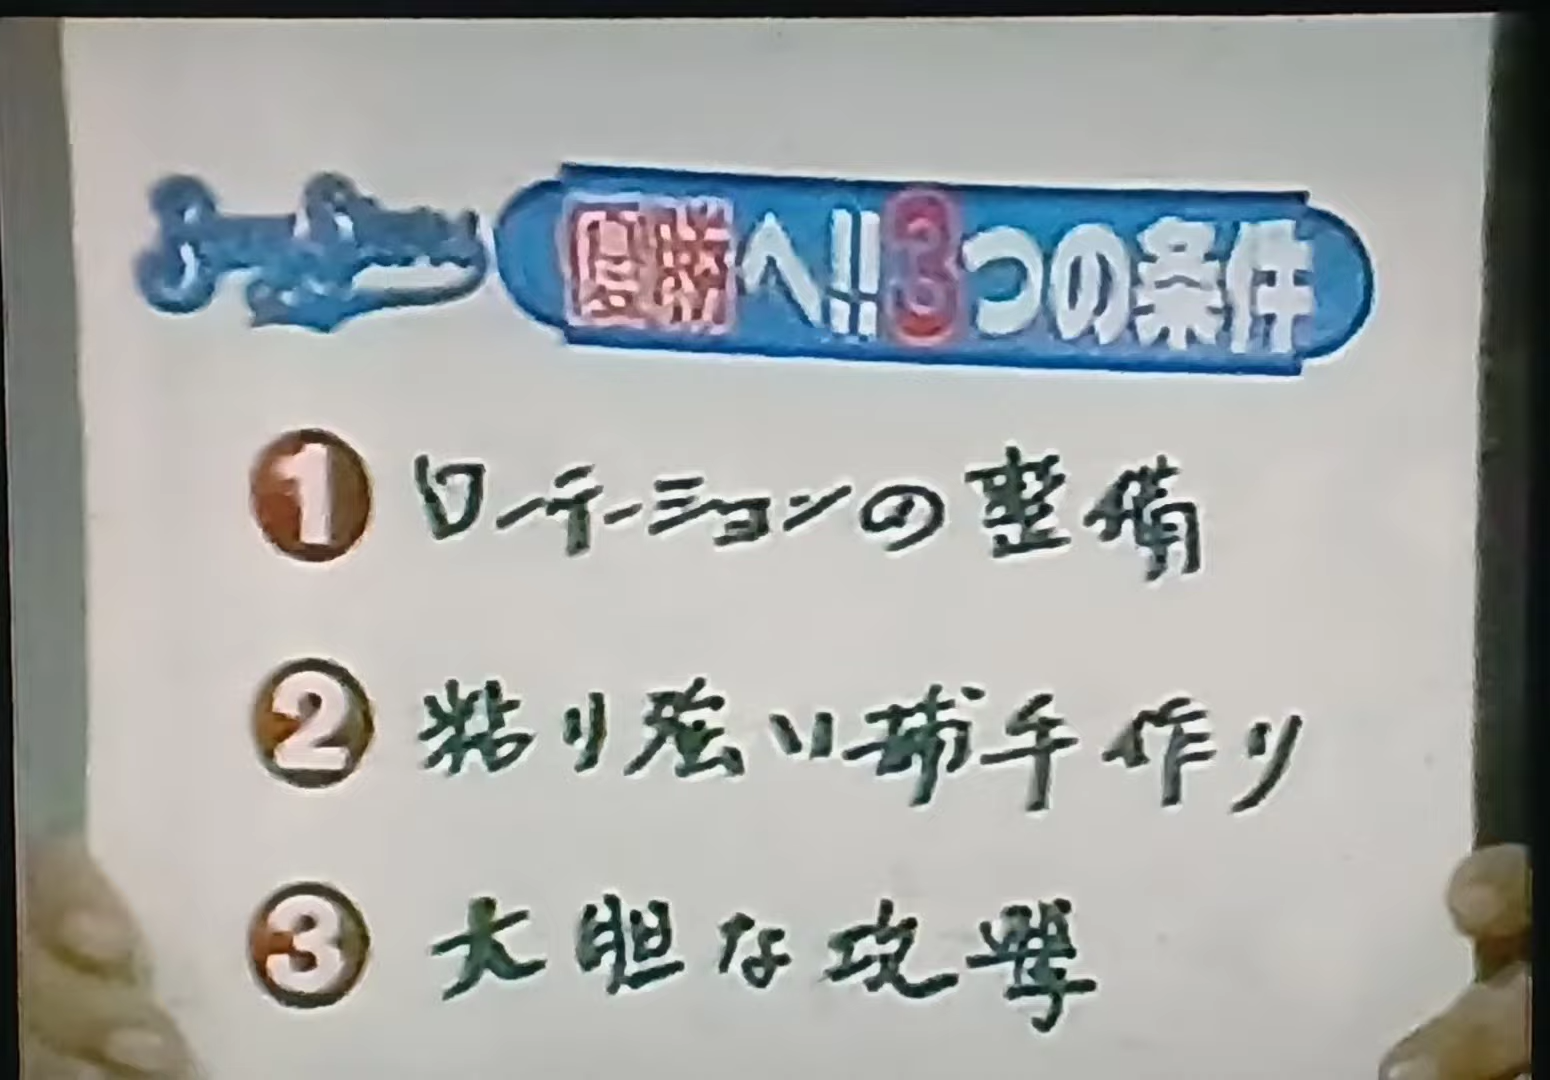 優勝へ!!3つの条件
① ローテーションの整備
② 粘り強い捕手作り
③ 大胆な攻撃